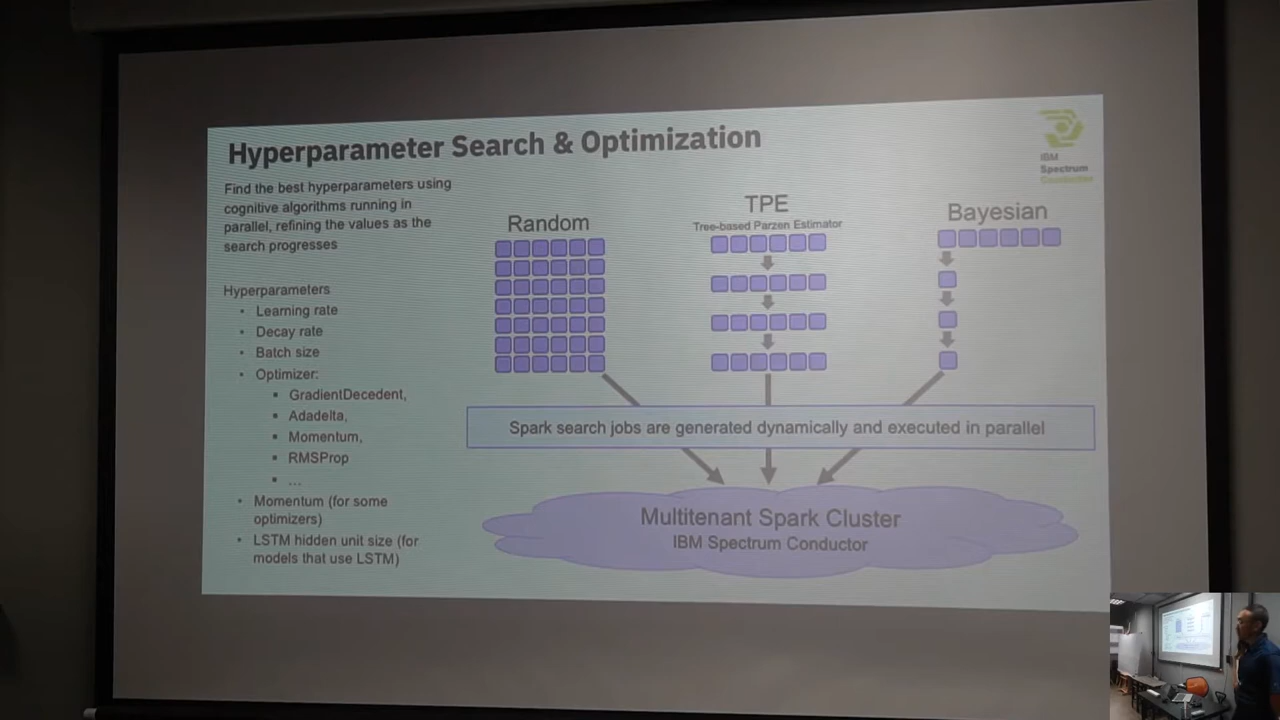 Hyperparameter Search & Optimization
IBM
Spectrum
Conductor
Find the best hyperparameters using
cognitive algorithms running in
parallel, refining the values as the
search progresses
Hyperparameters
• Learning rate
• Decay rate
• Batch size
• Optimizer:
▪ GradientDecedent,
▪ Adadelta,
▪ Momentum,
▪ RMSProp
▪ ...
• Momentum (for some
optimizers)
• LSTM hidden unit size (for
models that use LSTM)
Random
TPE
Tree-based Parzen Estimator
Bayesian
Spark search jobs are generated dynamically and executed in parallel
Multitenant Spark Cluster
IBM Spectrum Conductor